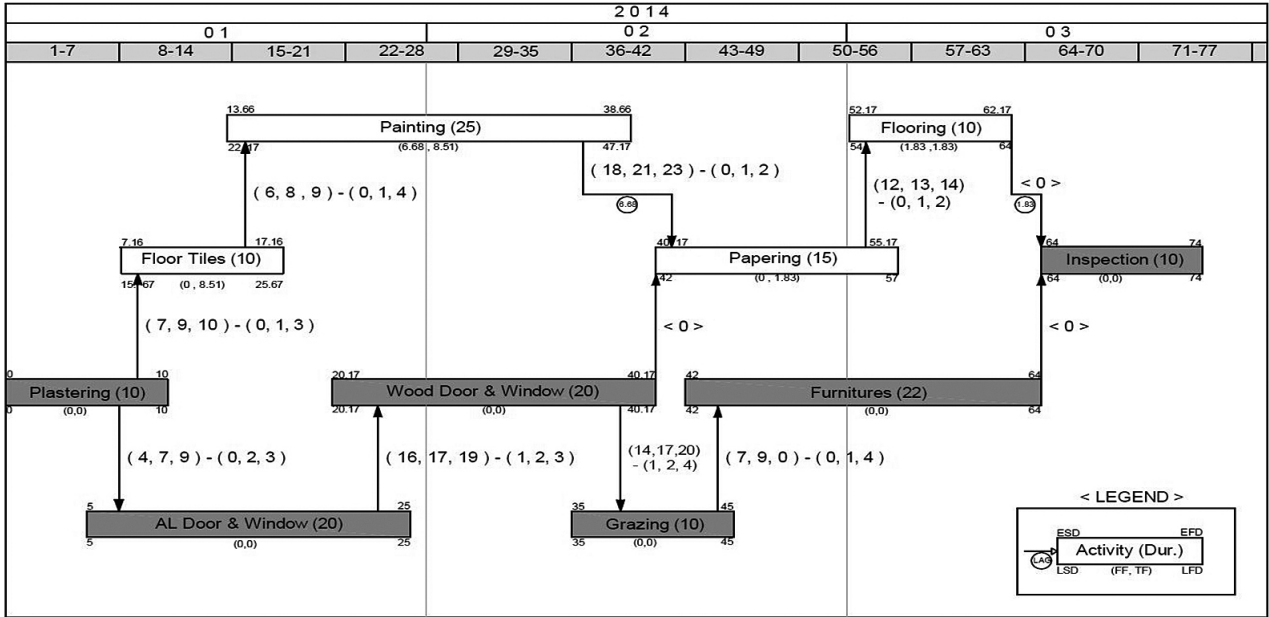 2014
01 02 03
1-7 8-14 15-21 22-28 29-35 36-42 43-49 50-56 57-63 64-70 71-77
13.66 38.66 52.17 62.17
Painting (25) Flooring (10)
22.17 (6.68 , 8.51) 47.17 54 (1.83 ,1.83) 64
( 18, 21, 23 ) - ( 0, 1, 2 )
( 6, 8 , 9 ) - ( 0, 1, 4 ) (12, 13, 14) < 0 >
- (0, 1, 2)
6.68 1.83
7.16 17.16 40.17 55.17 64 74
Floor Tiles (10) Papering (15) Inspection (10)
15.67 (0 , 8.51) 25.67 42 (0 , 1.83) 57 64 (0,0) 74
( 7, 9, 10 ) - ( 0, 1, 3 ) < 0 > < 0 >
0 10 20.17 40.17 42 64
Plastering (10) Wood Door & Window (20) Furnitures (22)
0 (0,0) 10 20.17 (0,0) 40.17 42 (0,0) 64
( 4, 7, 9 ) - ( 0, 2, 3 ) ( 16, 17, 19 ) - ( 1, 2, 3 ) (14,17,20) ( 7, 9, 0 ) - ( 0, 1, 4 )
- (1, 2, 4)
< LEGEND >
5 25 35 45
AL Door & Window (20) Grazing (10)
5 (0,0) 25 35 (0,0) 45
ESD EFD
Activity (Dur.)
LAG
LSD (FF, TF) LFD